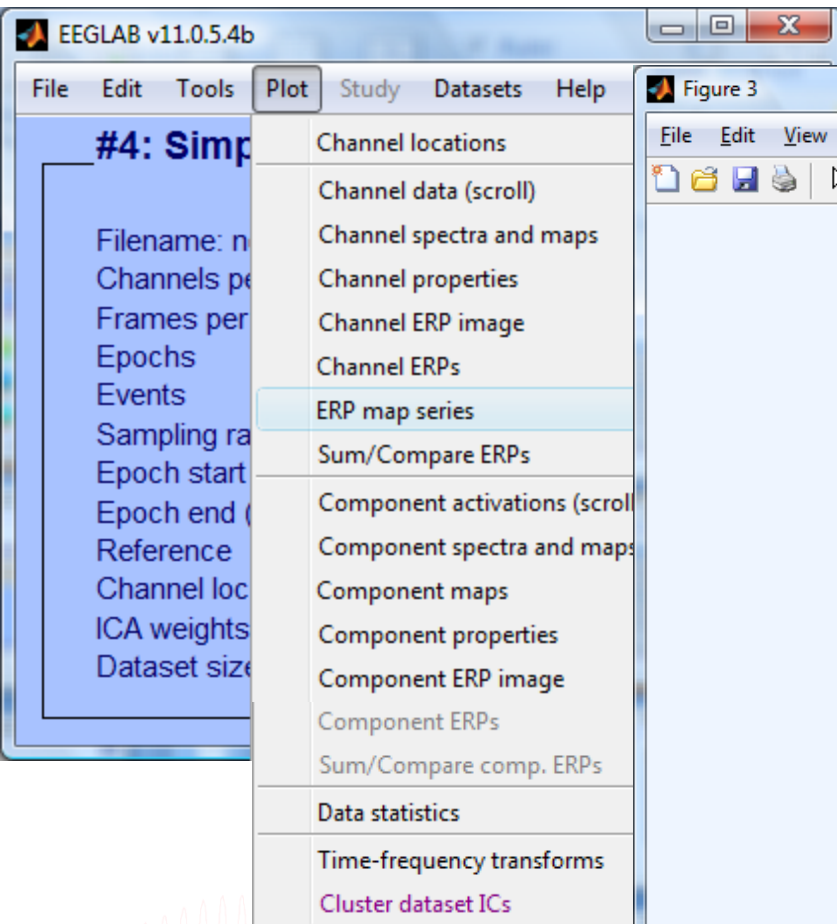 EEGLAB v11.0.5.4b
File Edit Tools Plot Study Datasets Help
#4: Simp
Filename: n
Channels pe
Frames per
Epochs
Events
Sampling ra
Epoch start
Epoch end (
Reference
Channel loc
ICA weights
Dataset size
Channel locations
Channel data (scroll)
Channel spectra and maps
Channel properties
Channel ERP image
Channel ERPs
ERP map series
Sum/Compare ERPs
Component activations (scroll
Component spectra and maps
Component maps
Component properties
Component ERP image
Component ERPs
Sum/Compare comp. ERPs
Data statistics
Time-frequency transforms
Cluster dataset ICs
Figure 3
File Edit View